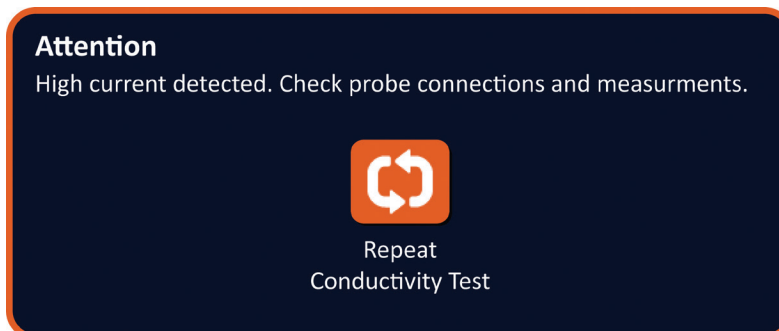 Attention
High current detected. Check probe connections and measurments.
Repeat
Conductivity Test